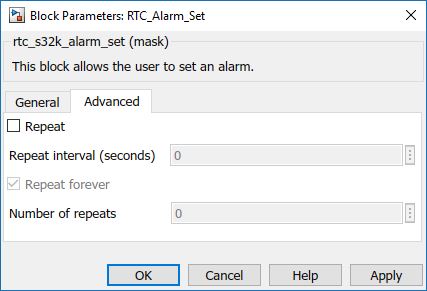 Block Parameters: RTC_Alarm_Set
rtc_s32k_alarm_set (mask)
This block allows the user to set an alarm.
General Advanced
Repeat
Repeat interval (seconds) 0
Repeat forever
Number of repeats 0
OK Cancel Help Apply